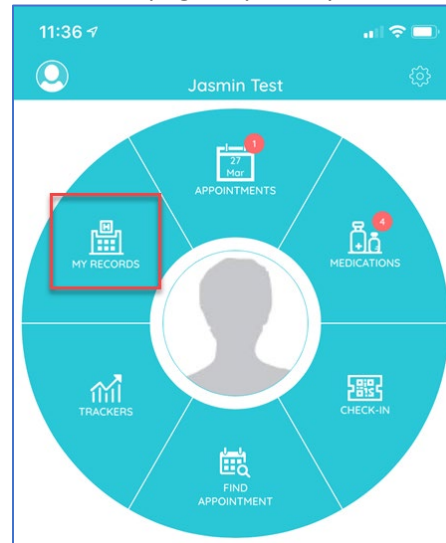 11:36
Jasmin Test
1
27
Mar
APPOINTMENTS
4
MEDICATIONS
H
MY RECORDS
TRACKERS
CHECK-IN
FIND
APPOINTMENT